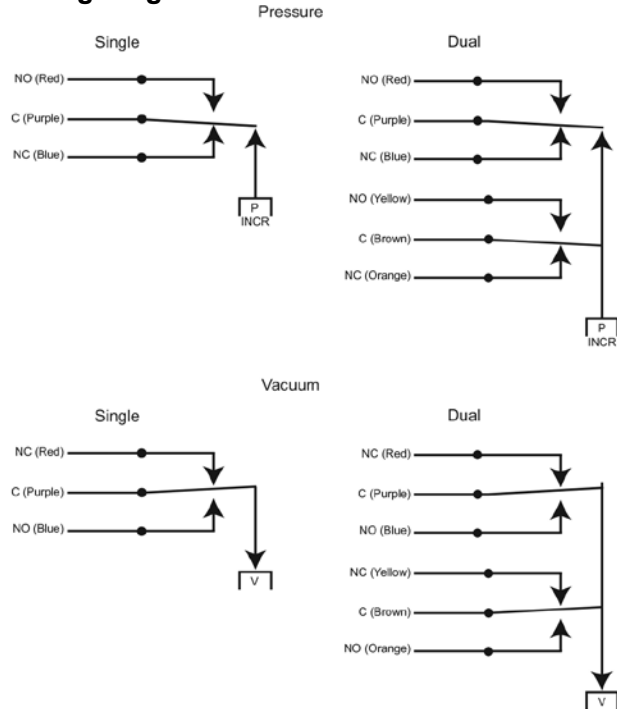 Pressure
Single
NO (Red)
C (Purple)
NC (Blue)
P
INCR
Dual
NO (Red)
C (Purple)
NC (Blue)
NO (Yellow)
C (Brown)
NC (Orange)
P
INCR
Vacuum
Single
NC (Red)
C (Purple)
NO (Blue)
V
Dual
NC (Red)
C (Purple)
NO (Blue)
NC (Yellow)
C (Brown)
NO (Orange)
V